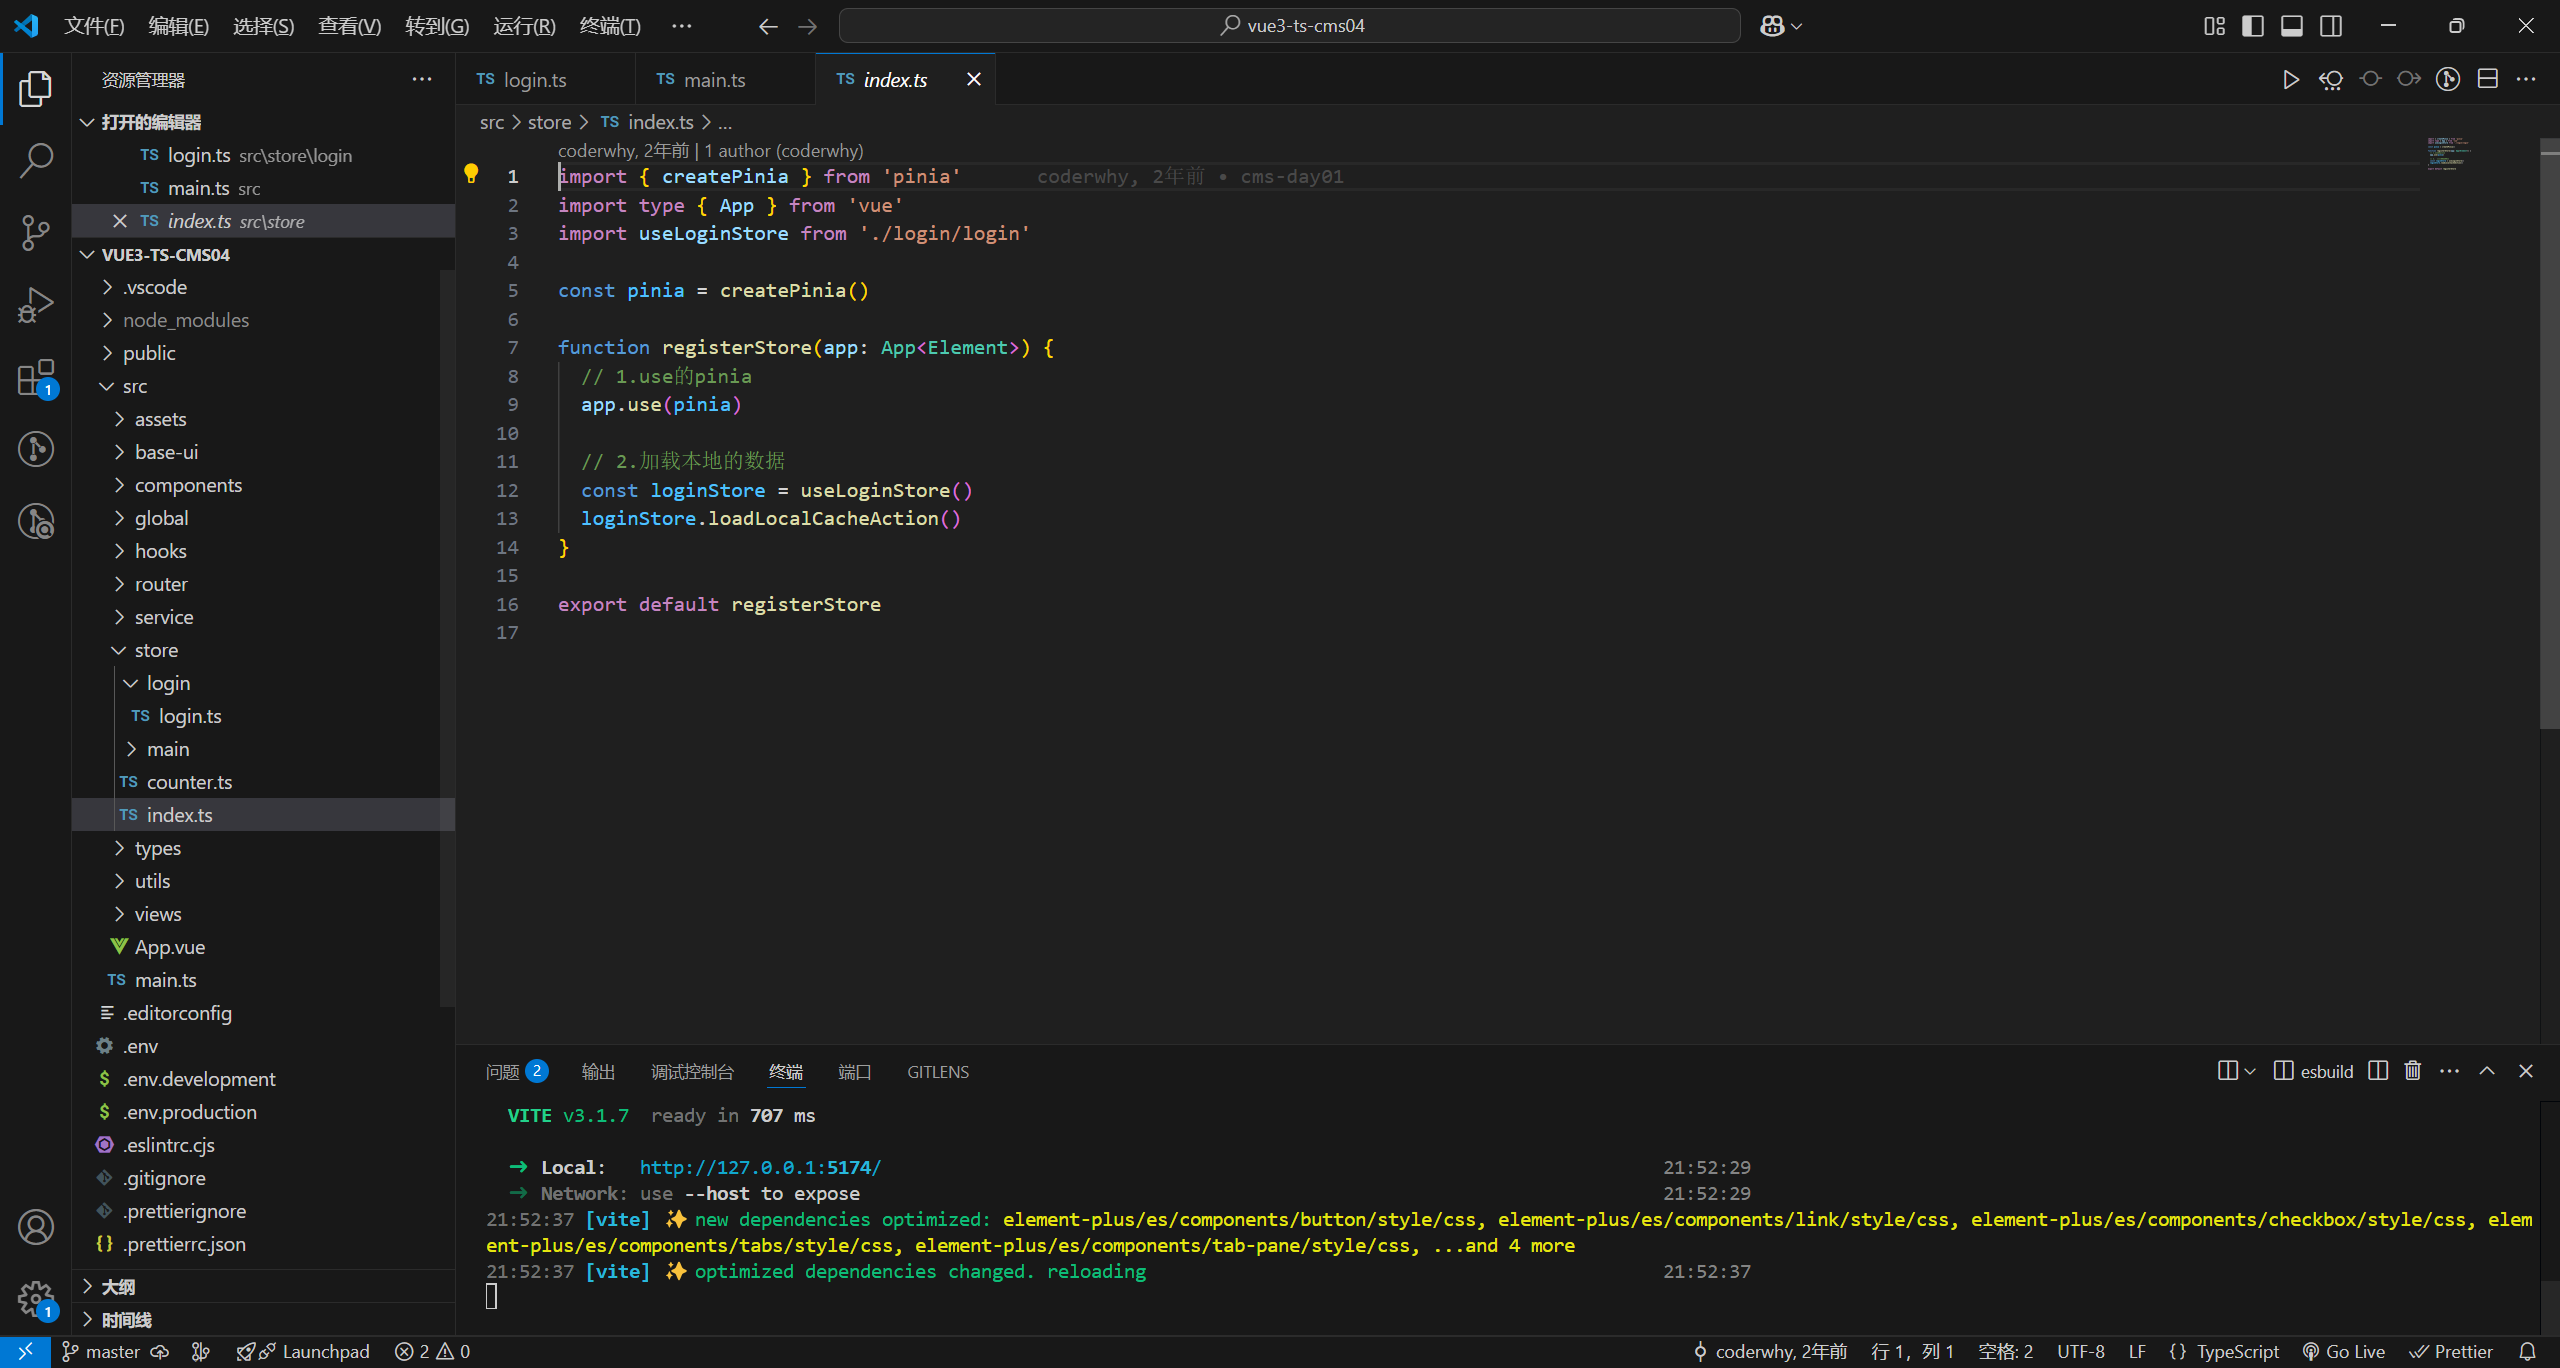 文件(F) 编辑(E) 选择(S) 查看(V) 转到(G) 运行(R) 终端(T) ··· vue3-ts-cms04
资源管理器
打开的编辑器
TS login.ts src\store\login
TS main.ts src
TS index.ts src\store
VUE3-TS-CMS04
.vscode
node_modules
public
src
assets
base-ui
components
global
hooks
router
service
store
login
TS login.ts
main
TS counter.ts
TS index.ts
types
utils
views
App.vue
TS main.ts
.editorconfig
.env
$ .env.development
$ .env.production
.eslintrc.cjs
.gitignore
.prettierignore
{} .prettierrc.json
大纲
时间线
1
1
TS login.ts TS main.ts TS index.ts
src > store > TS index.ts > ...
coderwhy, 2年前 | 1 author (coderwhy)
1 import { createPinia } from 'pinia' coderwhy, 2年前 • cms-day01
2 import type { App } from 'vue'
3 import useLoginStore from './login/login'
4
5 const pinia = createPinia()
6
7 function registerStore(app: App<Element>) {
8 // 1.use的pinia
9 app.use(pinia)
10
11 // 2.加载本地的数据
12 const loginStore = useLoginStore()
13 loginStore.loadLocalCacheAction()
14 }
15
16 export default registerStore
17
问题 2 输出 调试控制台 终端 端口 GITLENS esbuild
VITE v3.1.7 ready in 707 ms
➜ Local: http://127.0.0.1:5174/ 21:52:29
➜ Network: use --host to expose 21:52:29
21:52:37 [vite] ✨ new dependencies optimized: element-plus/es/components/button/style/css, element-plus/es/components/link/style/css, element-plus/es/components/checkbox/style/css, elem
ent-plus/es/components/tabs/style/css, element-plus/es/components/tab-pane/style/css, ...and 4 more
21:52:37 [vite] ✨ optimized dependencies changed. reloading 21:52:37
master Launchpad 2 0 coderwhy, 2年前 行 1，列 1 空格: 2 UTF-8 LF {} TypeScript Go Live Prettier